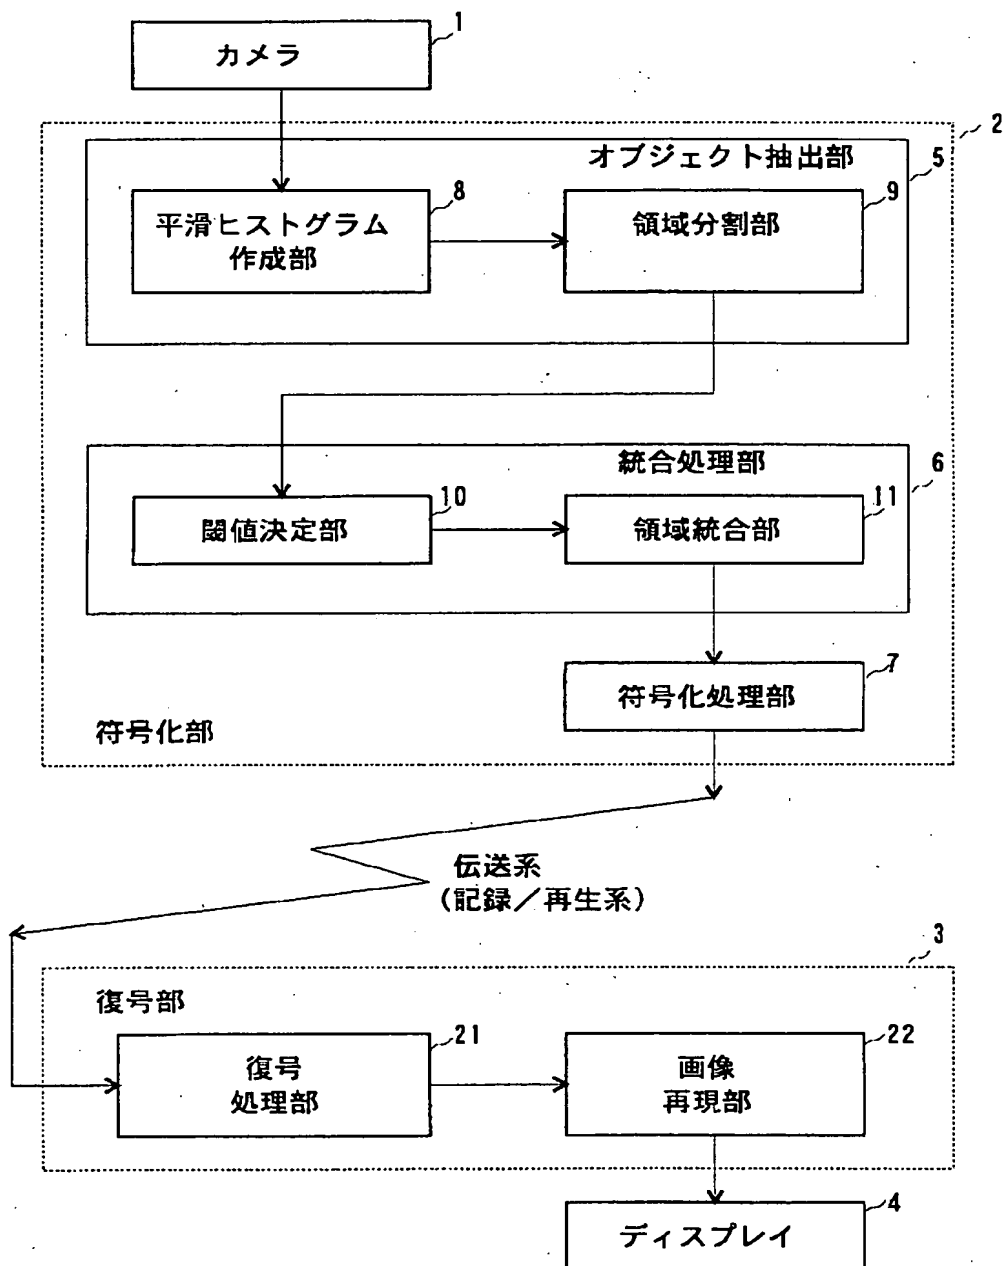 カメラ
1
2
オブジェクト抽出部
5
平滑ヒストグラム
作成部
8
領域分割部
9
統合処理部
6
閾値決定部
10
領域統合部
11
符号化処理部
7
符号化部
伝送系
(記録／再生系)
3
復号部
復号
処理部
21
画像
再現部
22
ディスプレイ
4